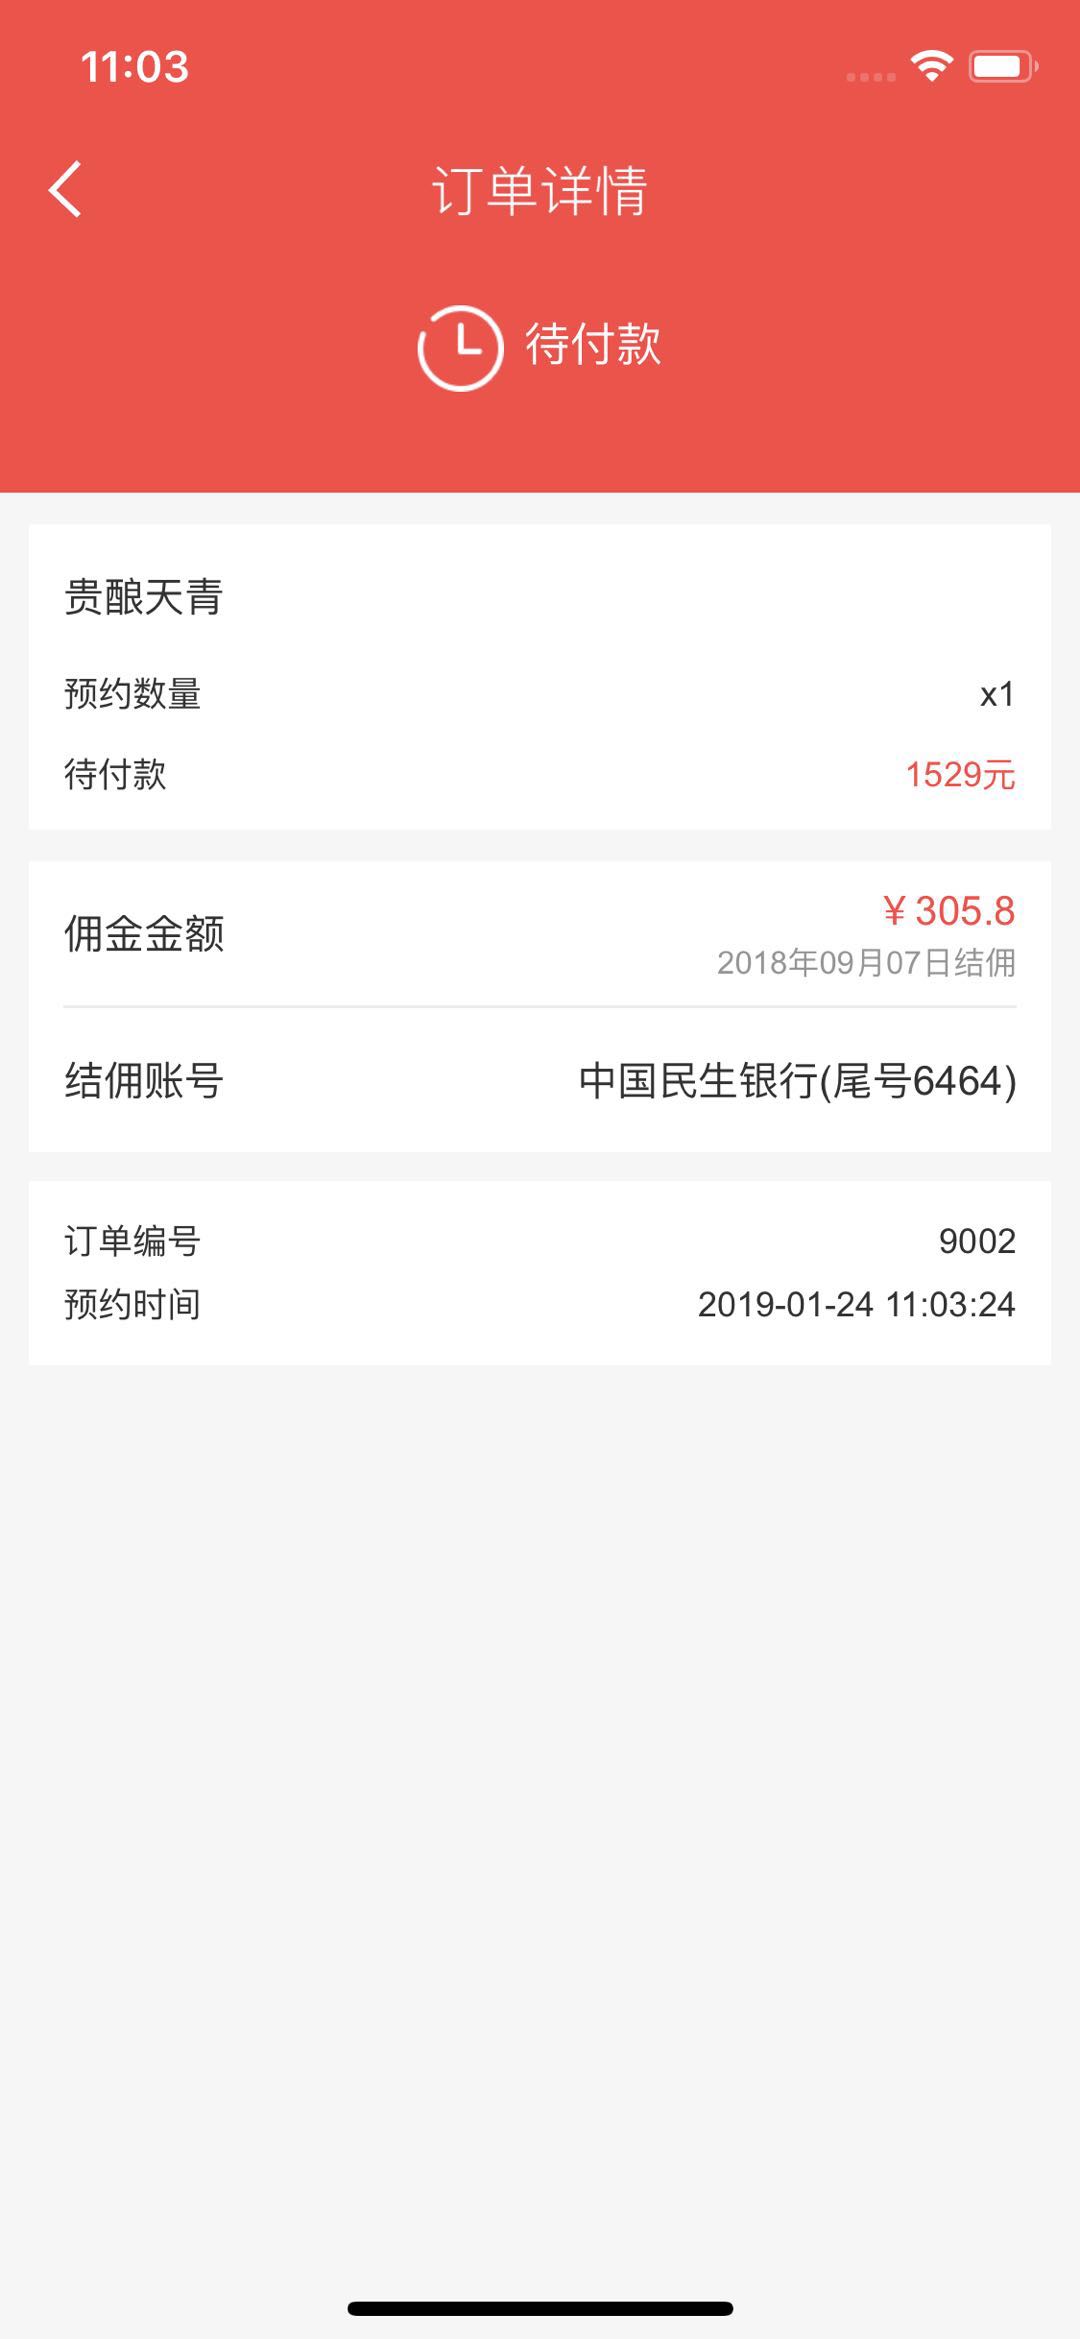 11:03
订单详情
待付款
贵酿天青
预约数量 x1
待付款 1529元
佣金金额 ¥305.8
2018年09月07日结佣
结佣账号 中国民生银行(尾号6464)
订单编号 9002
预约时间 2019-01-24 11:03:24